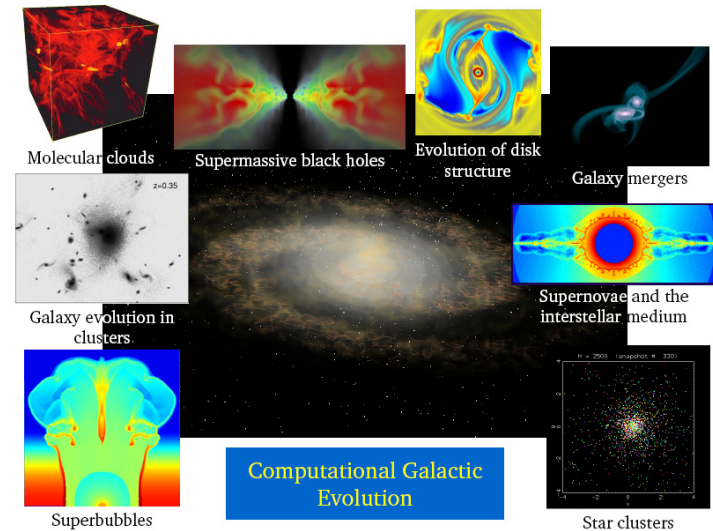 Molecular clouds
Supermassive black holes
Evolution of disk
structure
Galaxy mergers
z=0.35
Galaxy evolution in
clusters
Supernovae and the
interstellar medium
N = 2500 (snapshot # 330)
Superbubbles
Computational Galactic
Evolution
Star clusters